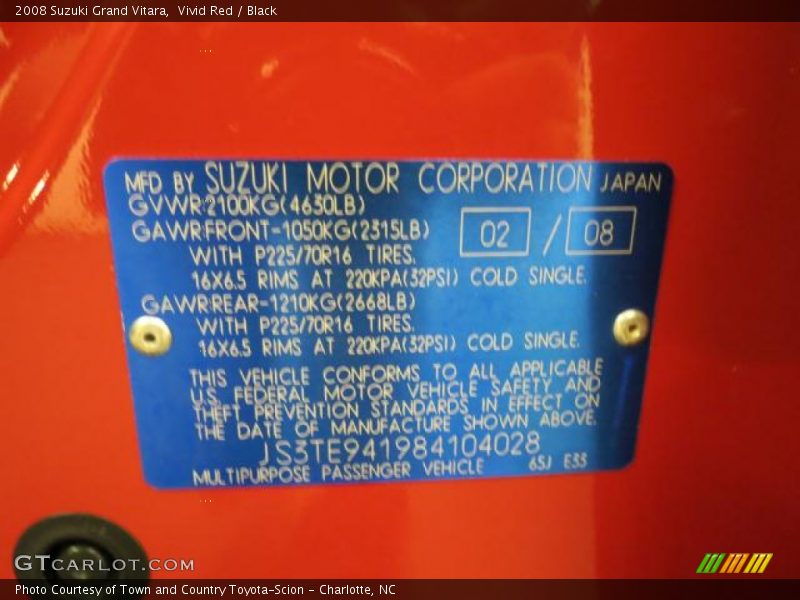 2008 Suzuki Grand Vitara,  Vivid Red / Black
MFD BY SUZUKI MOTOR CORPORATION JAPAN
GVWR:2100KG(4630LB)
GAWR:FRONT-1050KG(2315LB) 02 / 08
WITH P225/70R16 TIRES.
16X6.5 RIMS AT 220KPA(32PSI) COLD SINGLE.
GAWR:REAR-1210KG(2668LB)
WITH P225/70R16 TIRES.
16X6.5 RIMS AT 220KPA(32PSI) COLD SINGLE.
THIS VEHICLE CONFORMS TO ALL APPLICABLE
U.S. FEDERAL MOTOR VEHICLE SAFETY AND
THEFT PREVENTION STANDARDS IN EFFECT ON
THE DATE OF MANUFACTURE SHOWN ABOVE.
JS3TE941984104028
MULTIPURPOSE PASSENGER VEHICLE 65J E33
GTCARLOT.COM
Photo Courtesy of Town and Country Toyota-Scion - Charlotte, NC